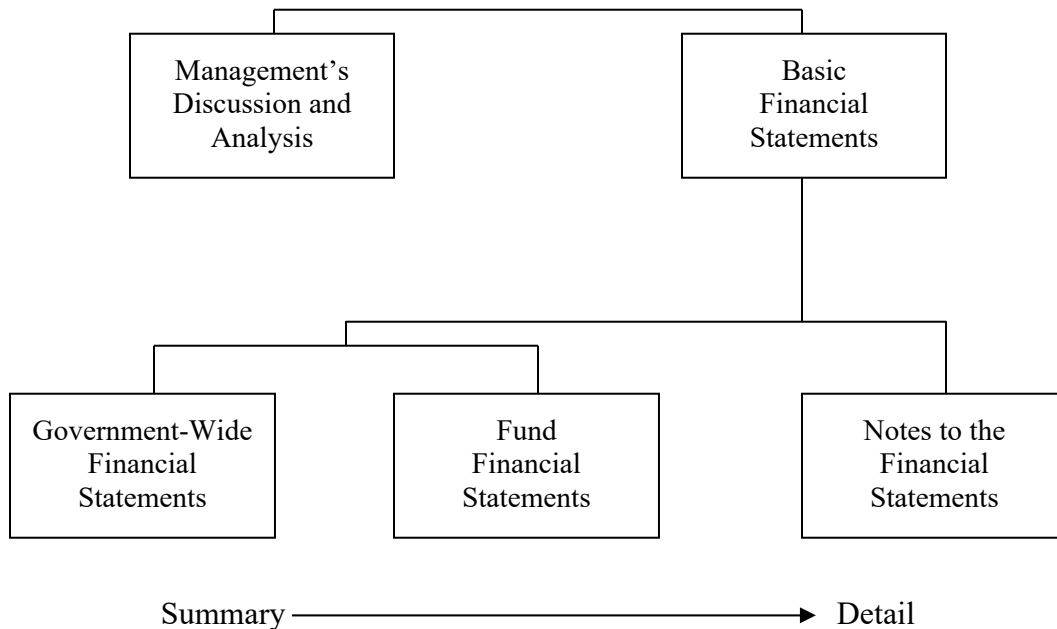 Management’s
Discussion and
Analysis
Basic
Financial
Statements
Government-Wide
Financial
Statements
Fund
Financial
Statements
Notes to the
Financial
Statements
Summary
Detail